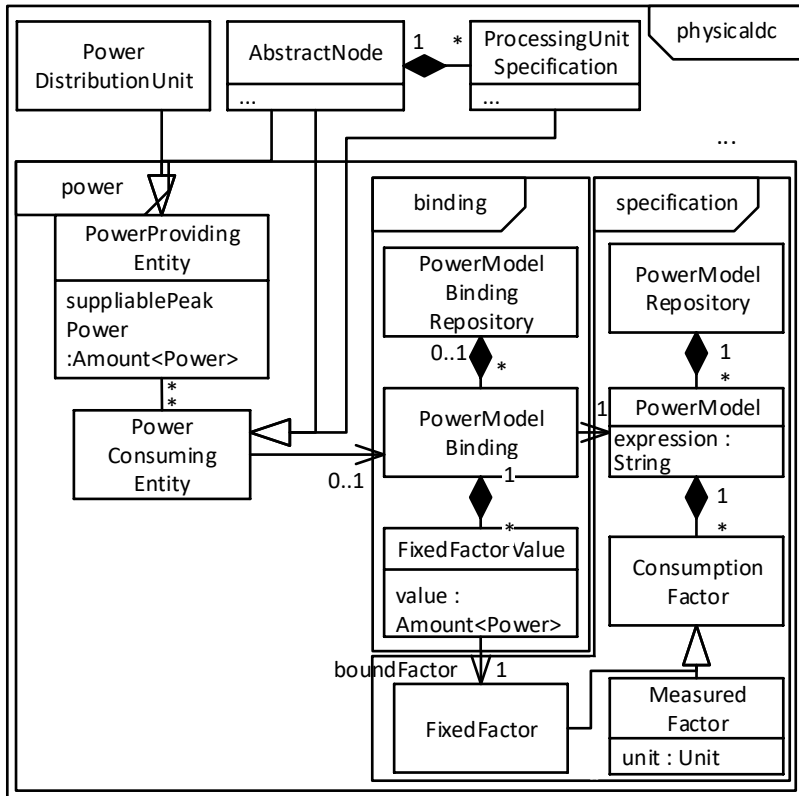 physicaldc
Power
DistributionUnit
AbstractNode
...
1
*
ProcessingUnit
Specification
...
...
power
binding
specification
PowerProviding
Entity
suppliablePeak
Power
:Amount<Power>
*
*
Power
Consuming
Entity
0..1
PowerModel
Binding
Repository
0..1
*
PowerModel
Binding
1
1
*
FixedFactorValue
value :
Amount<Power>
boundFactor
1
FixedFactor
PowerModel
Repository
1
*
PowerModel
expression :
String
1
*
Consumption
Factor
Measured
Factor
unit : Unit